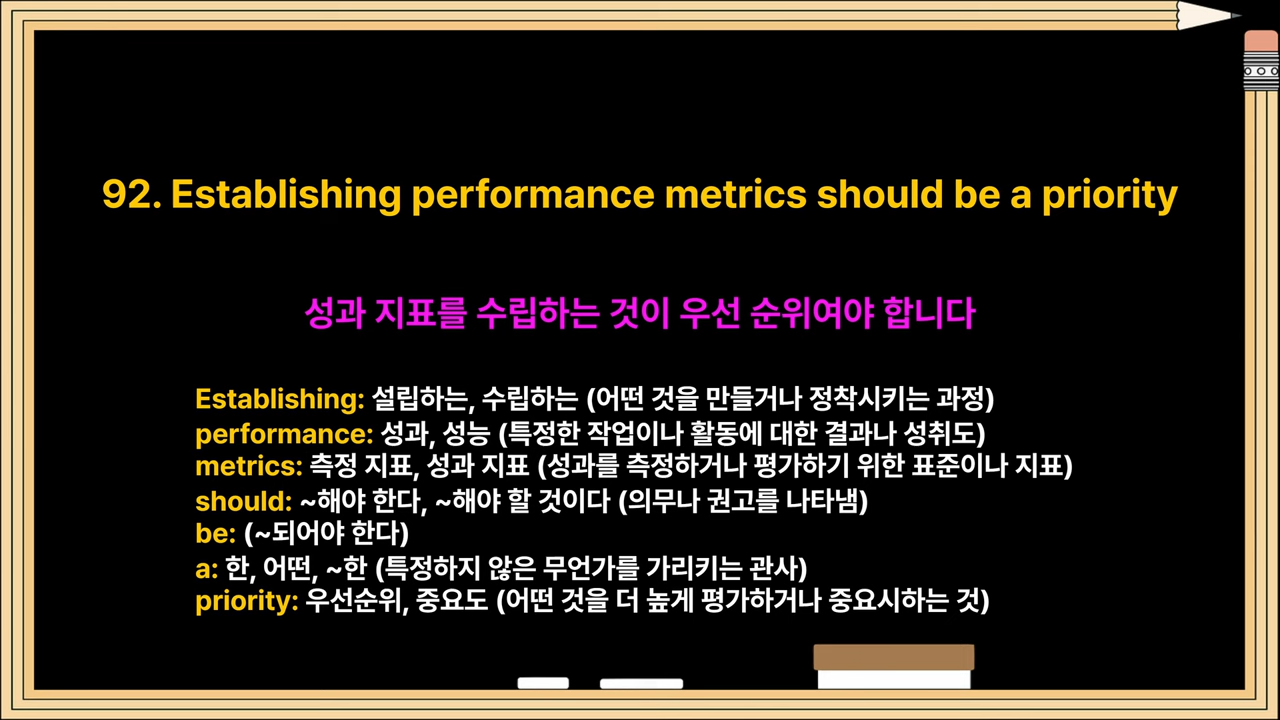 92. Establishing performance metrics should be a priority
성과 지표를 수립하는 것이 우선 순위여야 합니다
Establishing: 설립하는, 수립하는 (어떤 것을 만들거나 정착시키는 과정)
performance: 성과, 성능 (특정한 작업이나 활동에 대한 결과나 성취도)
metrics: 측정 지표, 성과 지표 (성과를 측정하거나 평가하기 위한 표준이나 지표)
should: ~해야 한다, ~해야 할 것이다 (의무나 권고를 나타냄)
be: (~되어야 한다)
a: 한, 어떤, ~한 (특정하지 않은 무언가를 가리키는 관사)
priority: 우선순위, 중요도 (어떤 것을 더 높게 평가하거나 중요시하는 것)